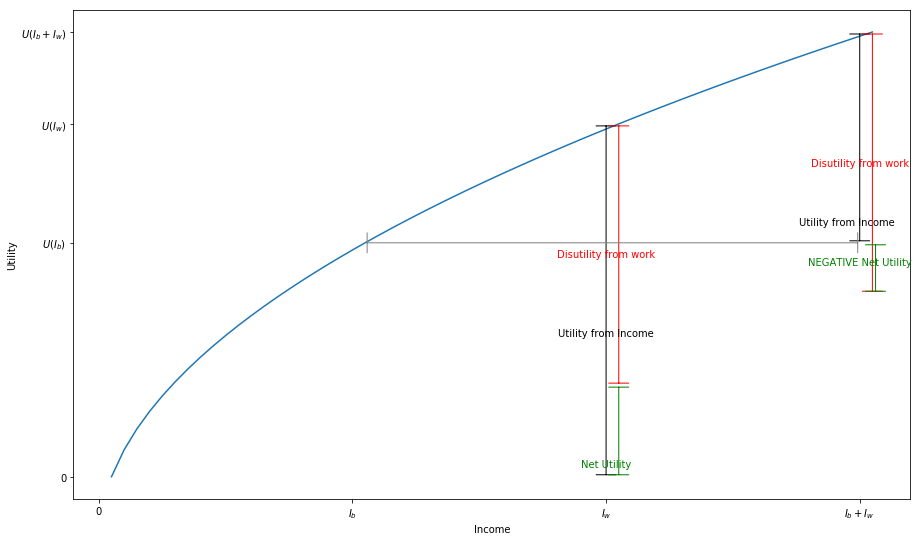 U(I_b + I_w)
U(I_w)
Disutility from work
Utility from Income
U(I_b)
Disutility from work
NEGATIVE Net Utility
Utility
Utility from Income
Net Utility
0
0
I_b
I_w
I_b + I_w
Income